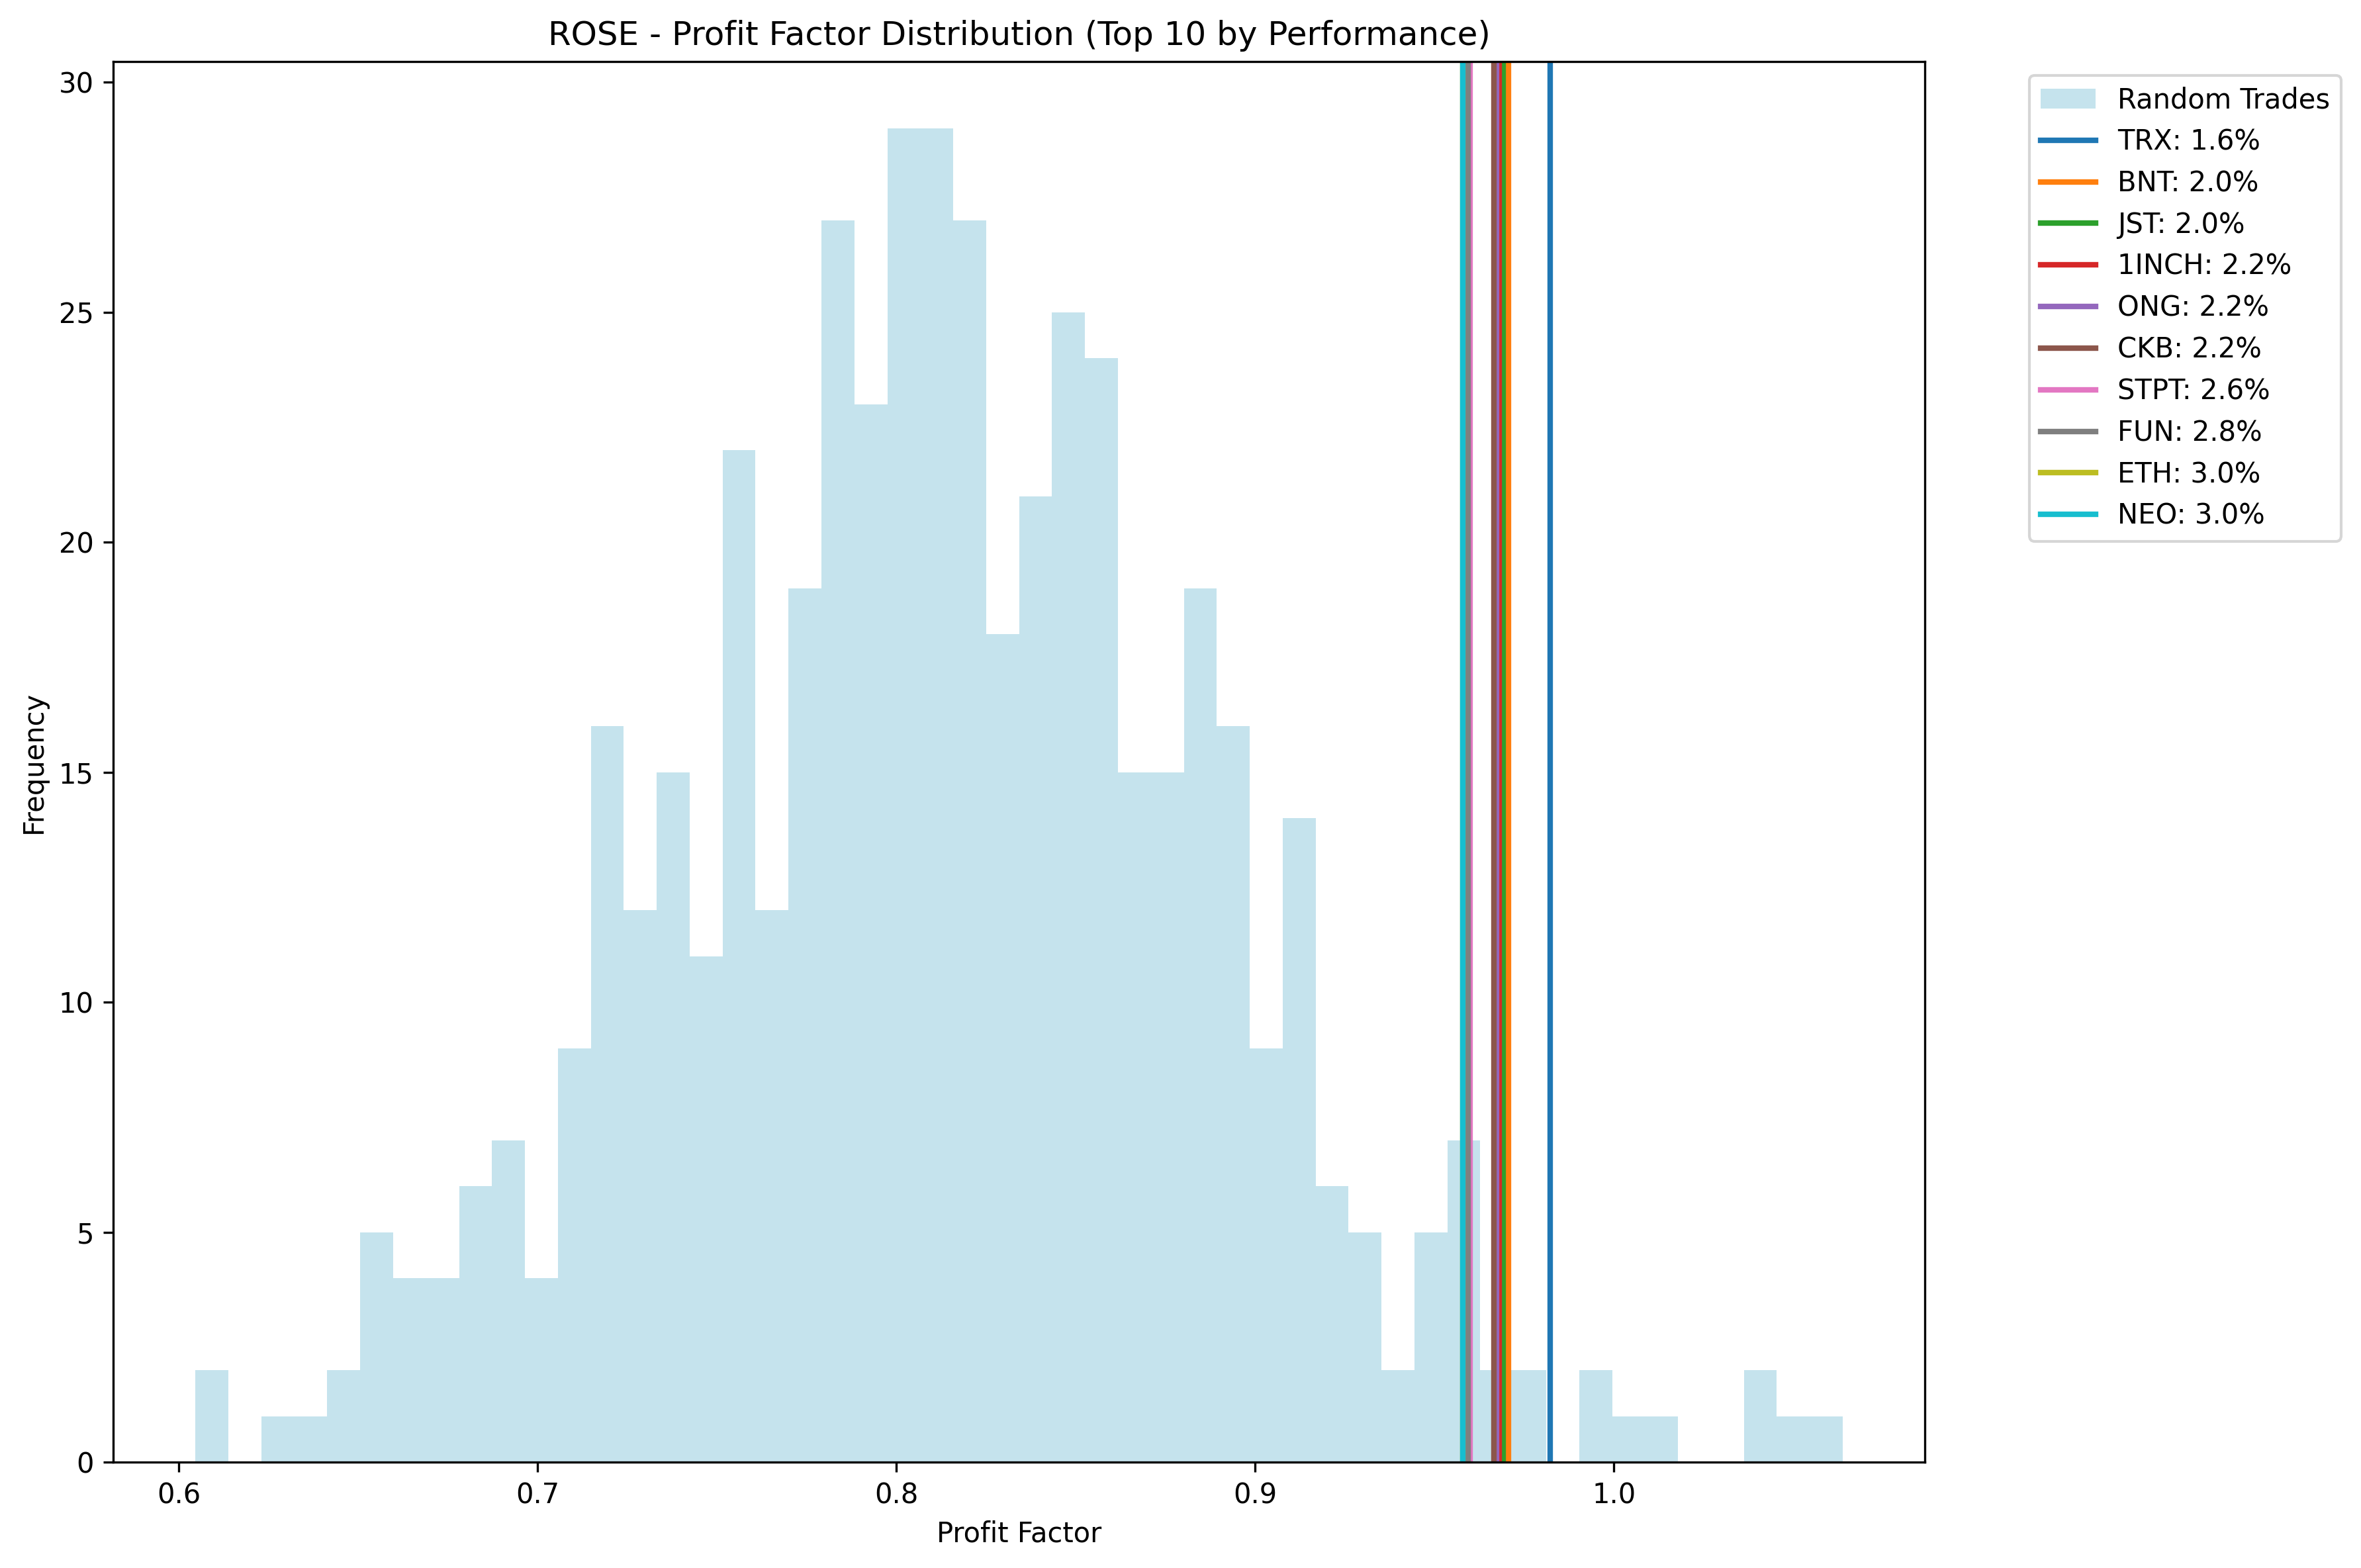 ROSE - Profit Factor Distribution (Top 10 by Performance)
30
25
20
15
10
5
0
Frequency
0.6
0.7
0.8
0.9
1.0
Profit Factor
Random Trades
TRX: 1.6%
BNT: 2.0%
JST: 2.0%
1INCH: 2.2%
ONG: 2.2%
CKB: 2.2%
STPT: 2.6%
FUN: 2.8%
ETH: 3.0%
NEO: 3.0%